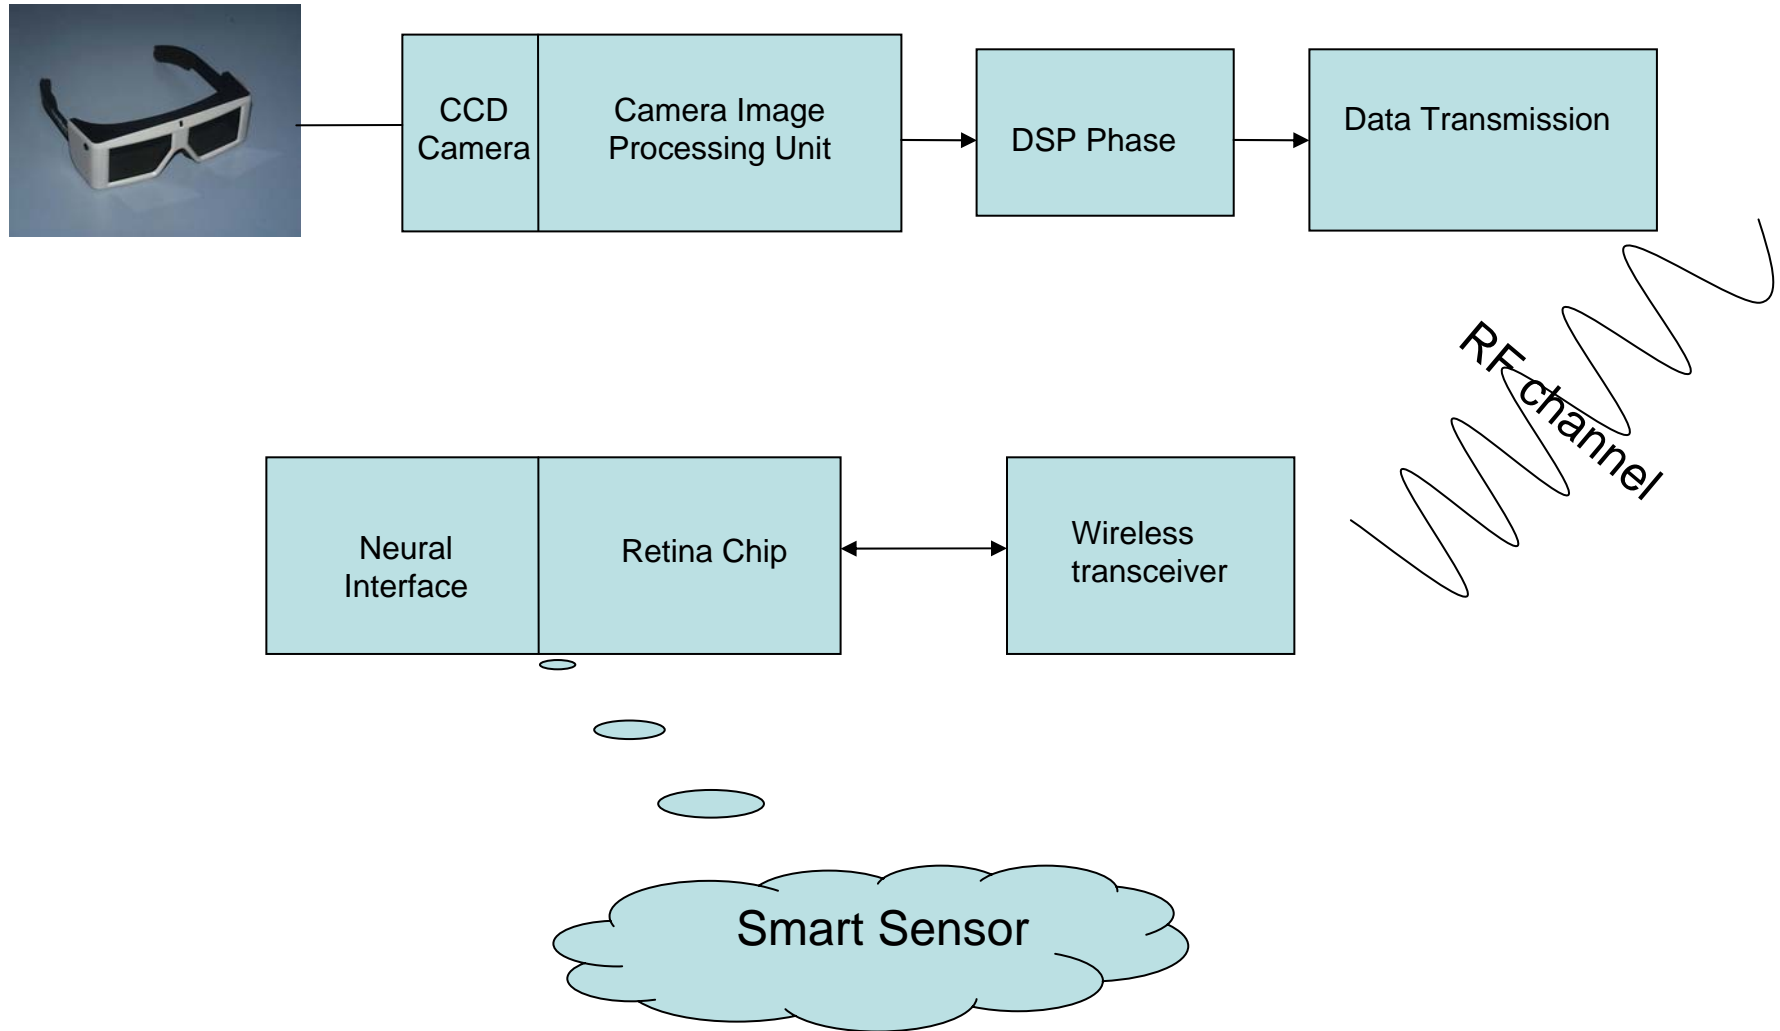 CCD
Camera
Camera Image
Processing Unit
DSP Phase
Data Transmission
RF channel
Neural
Interface
Retina Chip
Wireless
transceiver
Smart Sensor